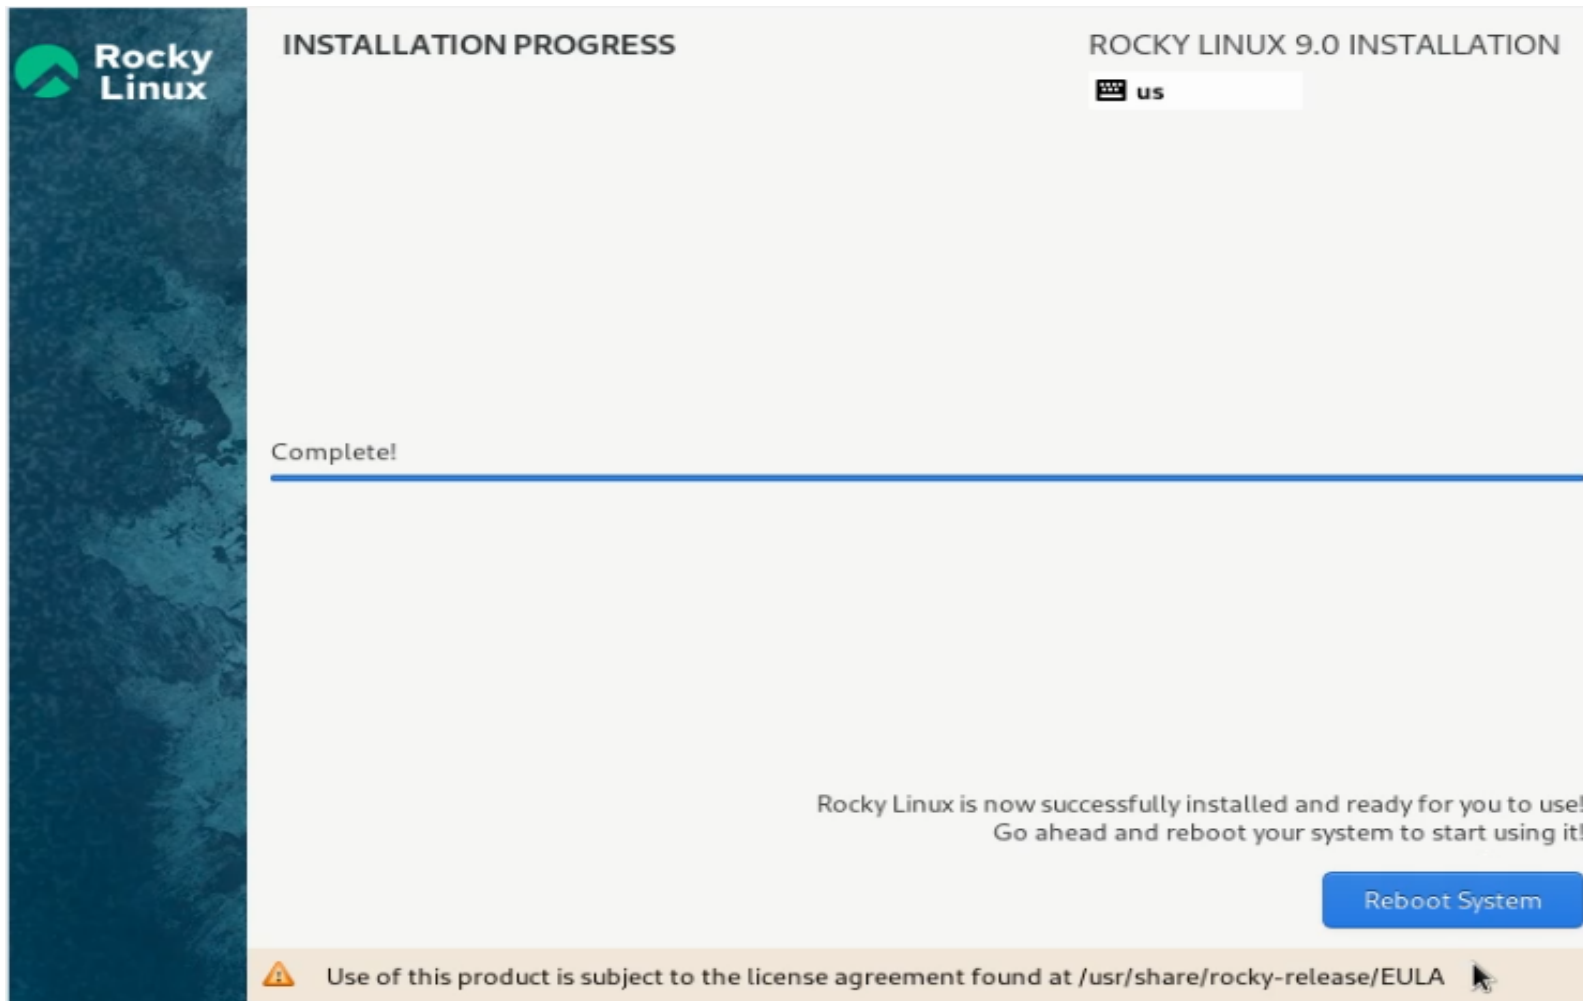 Rocky
Linux
INSTALLATION PROGRESS
ROCKY LINUX 9.0 INSTALLATION
us
Complete!
Rocky Linux is now successfully installed and ready for you to use!
Go ahead and reboot your system to start using it!
Reboot System
Use of this product is subject to the license agreement found at /usr/share/rocky-release/EULA